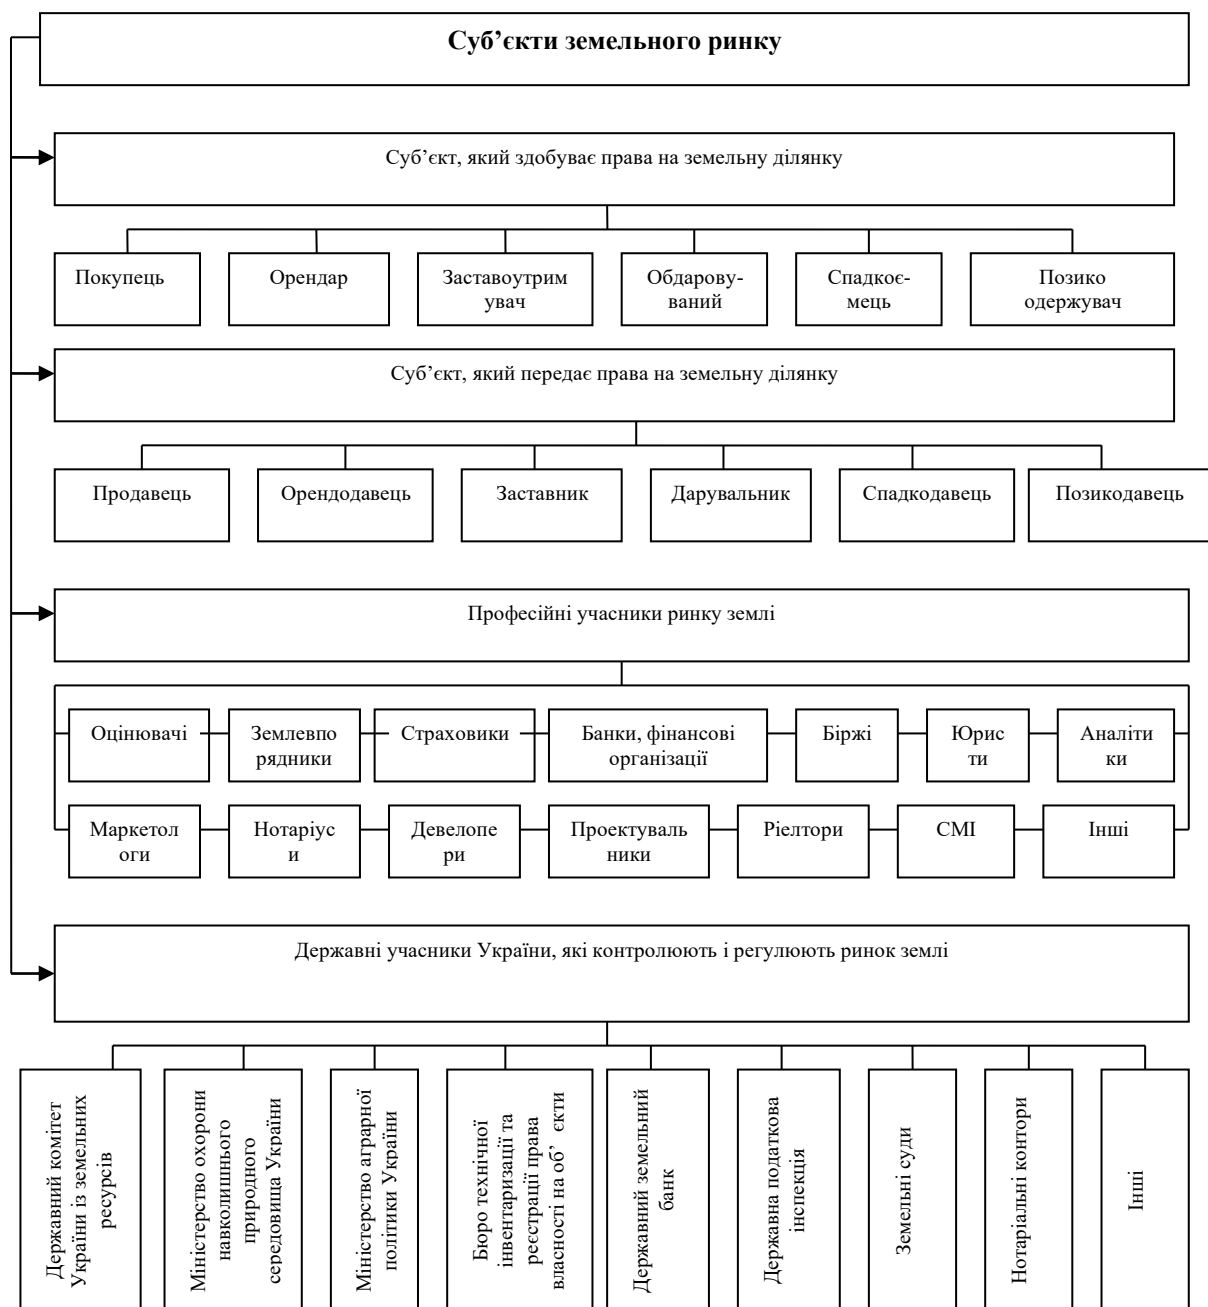 Суб’єкти земельного ринку
Суб’єкт, який здобуває права на земельну ділянку
Покупець
Орендар
Заставоутрим
увач
Обдарову-
ваний
Спадкоє-
мець
Позико
одержувач
Суб’єкт, який передає права на земельну ділянку
Продавець
Орендодавець
Заставник
Дарувальник
Спадкодавець
Позикодавець
Професійні учасники ринку землі
Оцінювачі
Землевпо
рядники
Страховики
Банки, фінансові
організації
Біржі
Юрис
ти
Аналіти
ки
Маркетол
оги
Нотаріус
и
Девелопе
ри
Проектуваль
ники
Ріелтори
СМІ
Інші
Державні учасники України, які контролюють і регулюють ринок землі
Державний комітет
України із земельних
ресурсів
Міністерство охорони
навколишнього
природного
середовища України
Міністерство аграрної
політики України
Бюро технічної
інвентаризації та
реєстрації права
власності на об’ єкти
Державний земельний
банк
Державна податкова
інспекція
Земельні суди
Нотаріальні контори
Інші